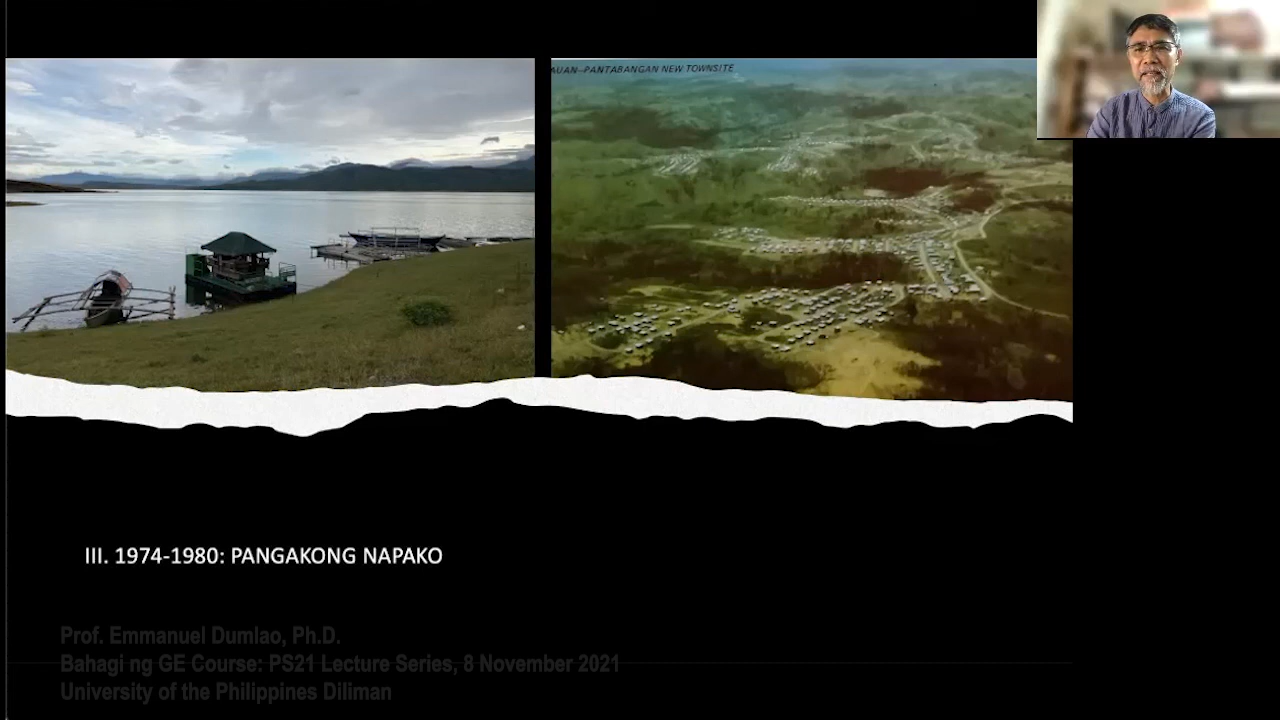 AUAN-PANTABANGAN NEW TOWNSITE
III. 1974-1980: PANGAKONG NAPAKO
Prof. Emmanuel Dumlao, Ph.D.
Bahagi ng GE Course: PS21 Lecture Series, 8 November 2021
University of the Philippines Diliman